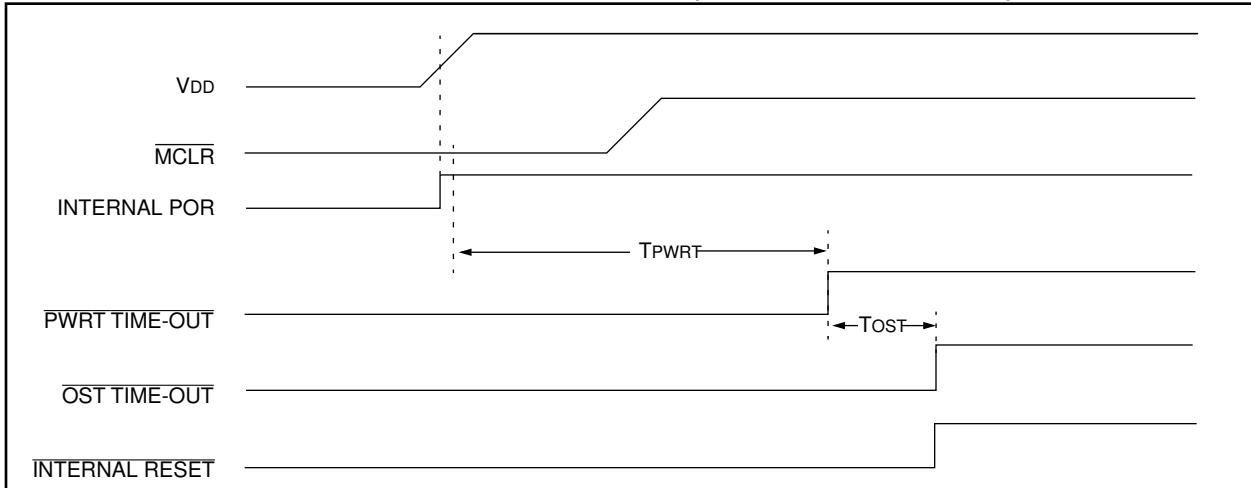 VDD
MCLR
INTERNAL POR
TPWRT
PWRT TIME-OUT
TOST
OST TIME-OUT
INTERNAL RESET